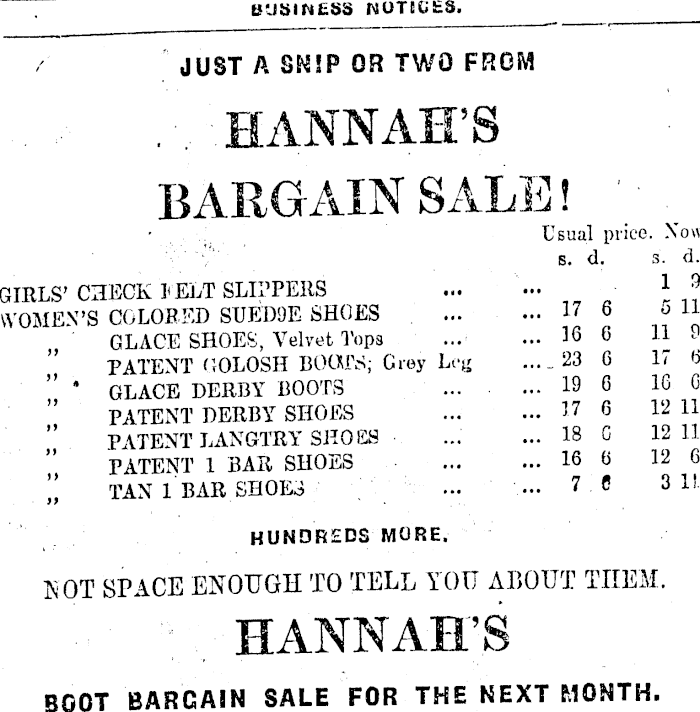 BUSINESS NOTICES.
JUST A SNIP OR TWO FROM
HANNAH'S
BARGAIN SALE!
Usual price. Now
s. d. s. d.
GIRLS' CHECK FELT SLIPPERS ... ... 1 9
WOMEN'S COLORED SUEDE SHOES ... ... 17 6 5 11
„ GLACE SHOES, Velvet Tops ... ... 16 6 11 9
„ PATENT GOLOSH BOOTS; Grey Leg ... 23 6 17 6
„ GLACE DERBY BOOTS ... ... 19 6 16 6
„ PATENT DERBY SHOES ... ... 17 6 12 11
„ PATENT LANGTRY SHOES ... ... 18 6 12 11
„ PATENT 1 BAR SHOES ... ... 16 6 12 6
„ TAN 1 BAR SHOES ... ... 7 6 3 11
HUNDREDS MORE,
NOT SPACE ENOUGH TO TELL YOU ABOUT THEM.
HANNAH'S
BOOT BARGAIN SALE FOR THE NEXT MONTH.